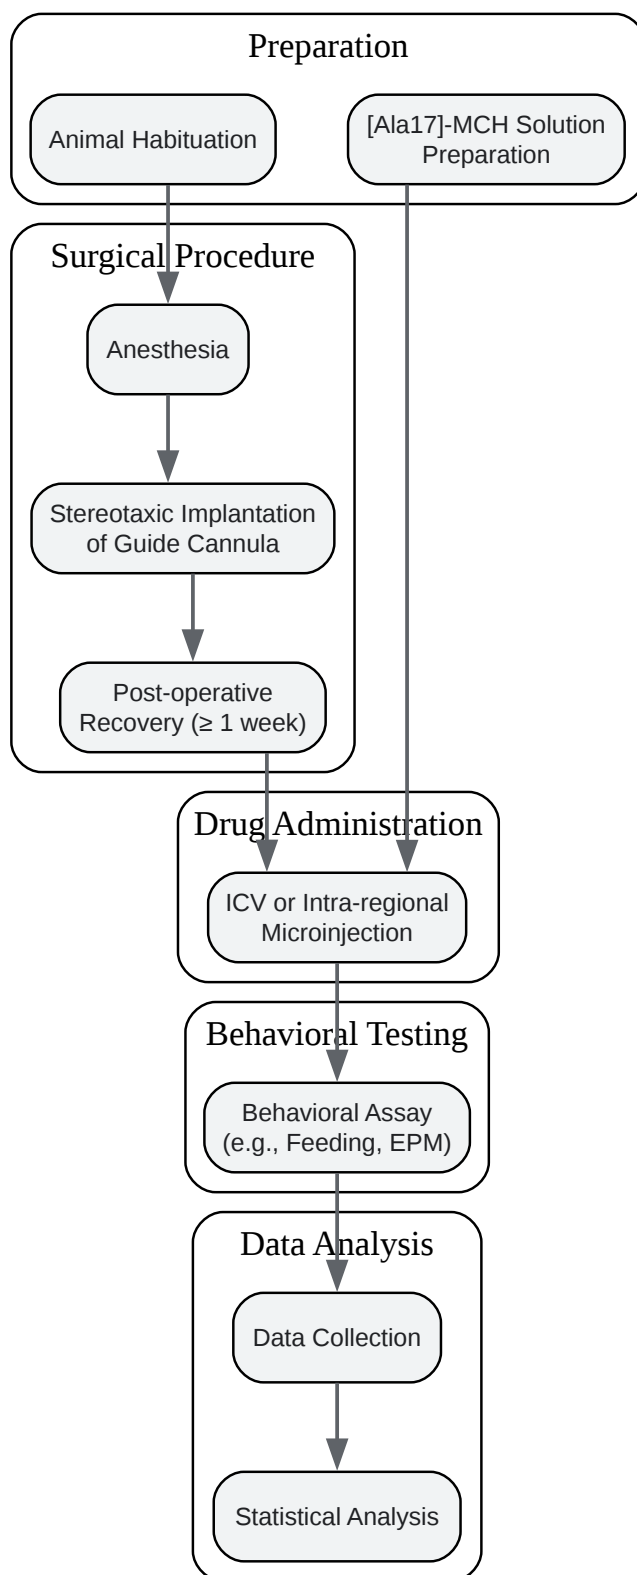 Preparation
Animal Habituation
[Ala17]-MCH Solution
Preparation
Surgical Procedure
Anesthesia
Stereotaxic Implantation
of Guide Cannula
Post-operative
Recovery (≥ 1 week)
Drug Administration
ICV or Intra-regional
Microinjection
Behavioral Testing
Behavioral Assay
(e.g., Feeding, EPM)
Data Analysis
Data Collection
Statistical Analysis